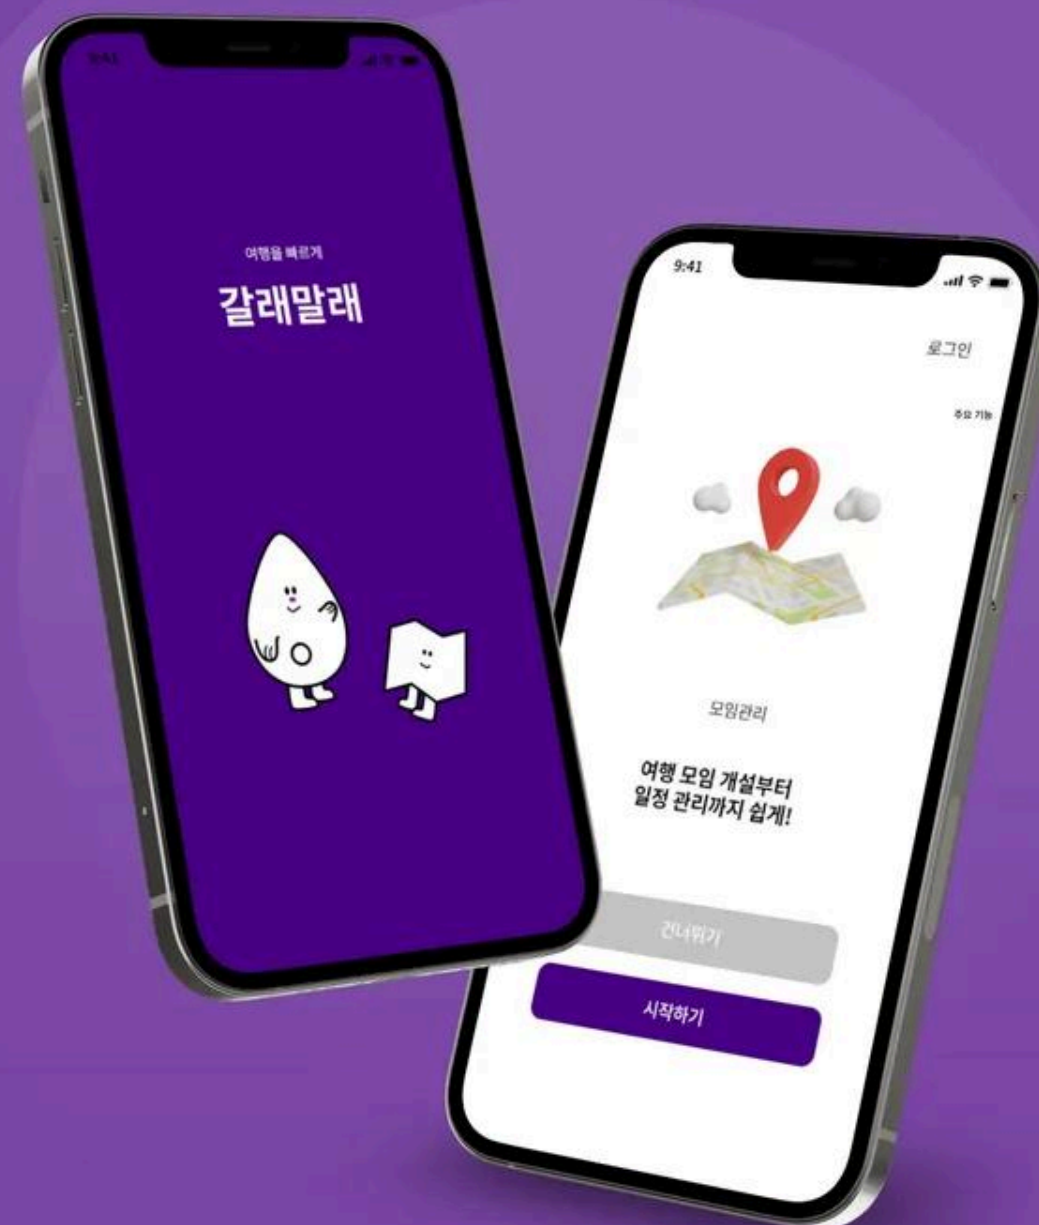 9:41
여행을 빠르게
갈래말래
9:41
로그인
주요 기능
모임관리
여행 모임 개설부터
일정 관리까지 쉽게!
건너뛰기
시작하기